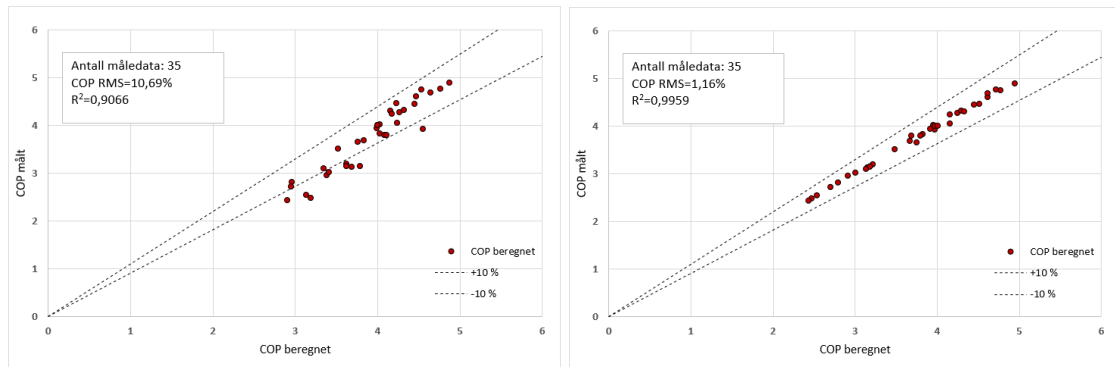 Antall måledata: 35
COP RMS=10,69%
R²=0,9066
6
5
4
3
2
1
0
COP målt
COP beregnet
+10 %
-10 %
0 1 2 3 4 5 6
COP beregnet
Antall måledata: 35
COP RMS=1,16%
R²=0,9959
6
5
4
3
2
1
0
COP målt
COP beregnet
+10 %
-10 %
0 1 2 3 4 5 6
COP beregnet